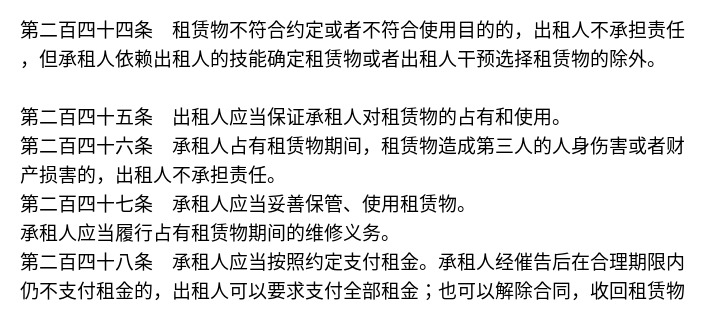 第二百四十四条　租赁物不符合约定或者不符合使用目的的，出租人不承担责任
，但承租人依赖出租人的技能确定租赁物或者出租人干预选择租赁物的除外。
第二百四十五条　出租人应当保证承租人对租赁物的占有和使用。
第二百四十六条　承租人占有租赁物期间，租赁物造成第三人的人身伤害或者财
产损害的，出租人不承担责任。
第二百四十七条　承租人应当妥善保管、使用租赁物。
承租人应当履行占有租赁物期间的维修义务。
第二百四十八条　承租人应当按照约定支付租金。承租人经催告后在合理期限内
仍不支付租金的，出租人可以要求支付全部租金；也可以解除合同，收回租赁物